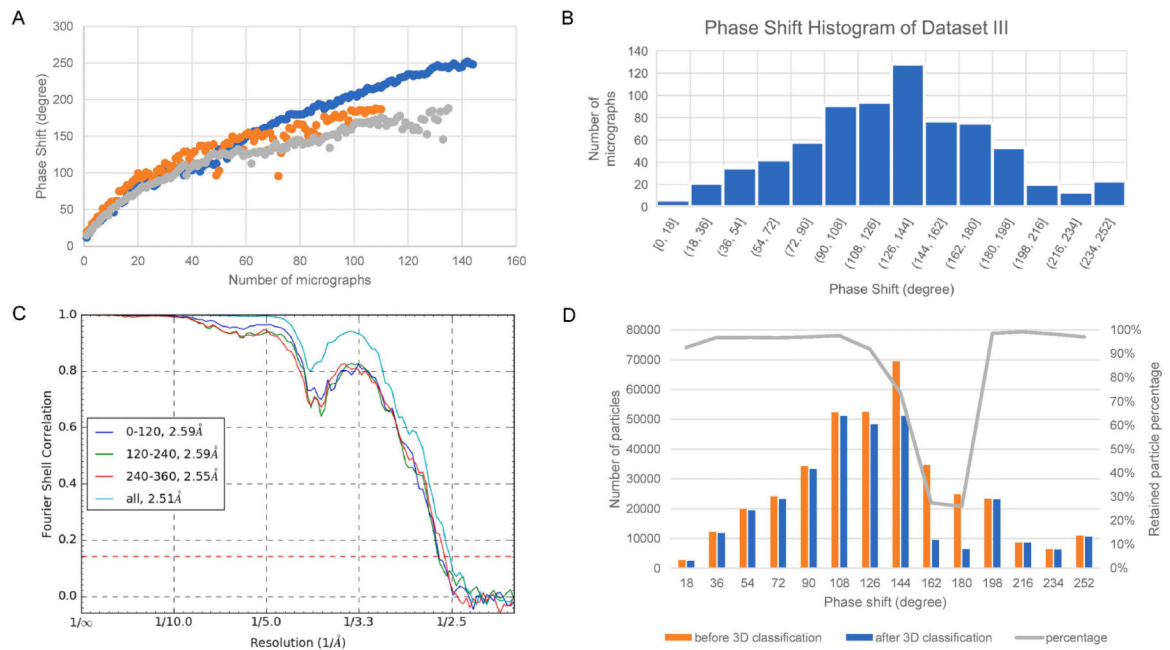 A
300
250
200
150
100
50
0
Phase Shift (degree)
0 20 40 60 80 100 120 140 160
Number of micrographs
B
Phase Shift Histogram of Dataset III
140
120
100
80
60
40
20
0
Number of
micrographs
[0, 18]
(18, 36]
(36, 54]
(54, 72]
(72, 90]
(90, 108]
(108, 126]
(126, 144]
(144, 162]
(162, 180]
(180, 198]
(198, 216]
(216, 234]
(234, 252]
Phase Shift (degree)
C
1.0
0.8
0.6
0.4
0.2
0.0
Fourier Shell Correlation
0-120, 2.59Å
120-240, 2.59Å
240-360, 2.55Å
all, 2.51Å
1/∞ 1/10.0 1/5.0 1/3.3 1/2.5
Resolution (1/Å)
D
80000
70000
60000
50000
40000
30000
20000
10000
0
Number of particles
100%
90%
80%
70%
60%
50%
40%
30%
20%
10%
0%
Retained particle percentage
18 36 54 72 90 108 126 144 162 180 198 216 234 252
Phase shift (degree)
before 3D classification after 3D classification percentage